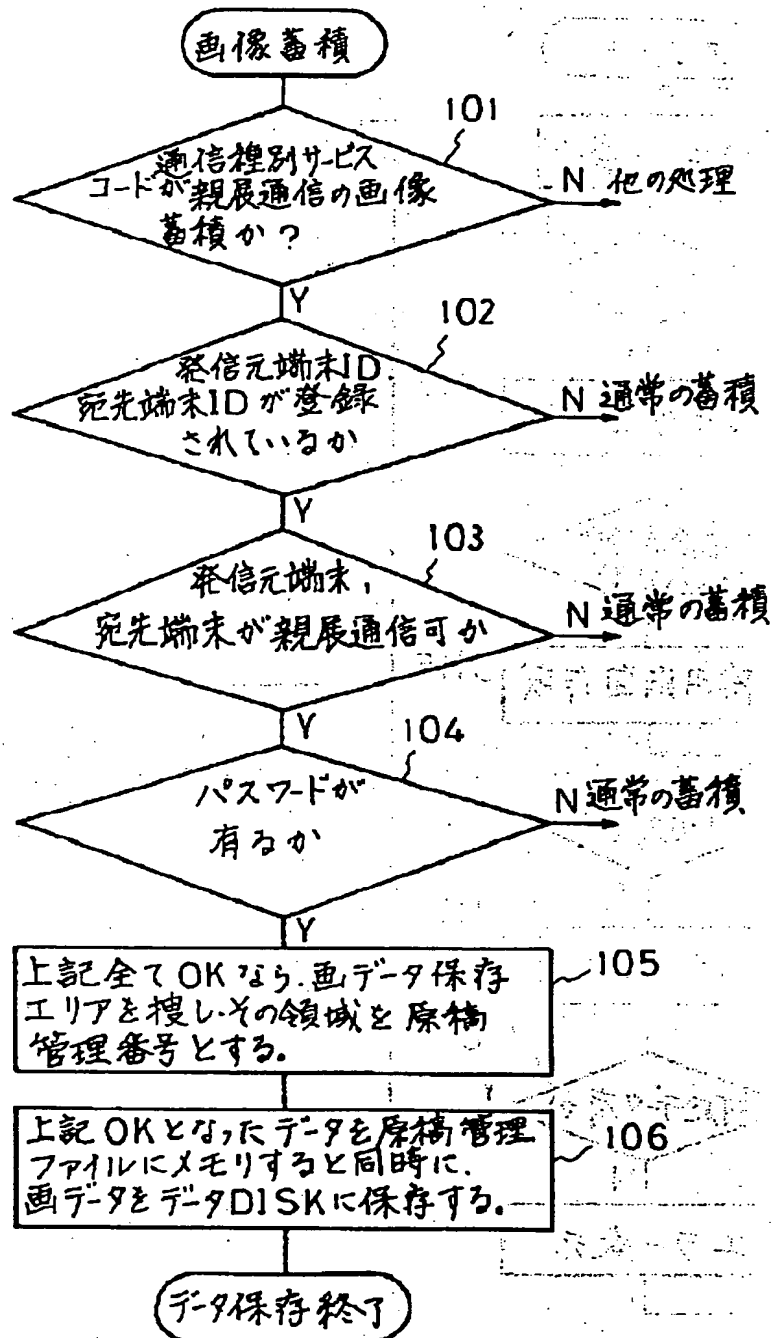 画像蓄積
101
通信種別サービス
コードが親展通信の画像
蓄積か?
N 他の処理
Y
102
発信元端末ID.
宛先端末IDが登録
されているか
N 通常の蓄積
Y
103
発信元端末,
宛先端末が親展通信可か
N 通常の蓄積
Y
104
パスワードが
有るか
N 通常の蓄積
Y
105
上記全てOKなら.画データ保存
エリアを捜し.その領域を原稿
管理番号とする。
106
上記OKとなったデータを原稿管理
ファイルにメモリすると同時に.
画データをデータDISKに保存する。
データ保存終了